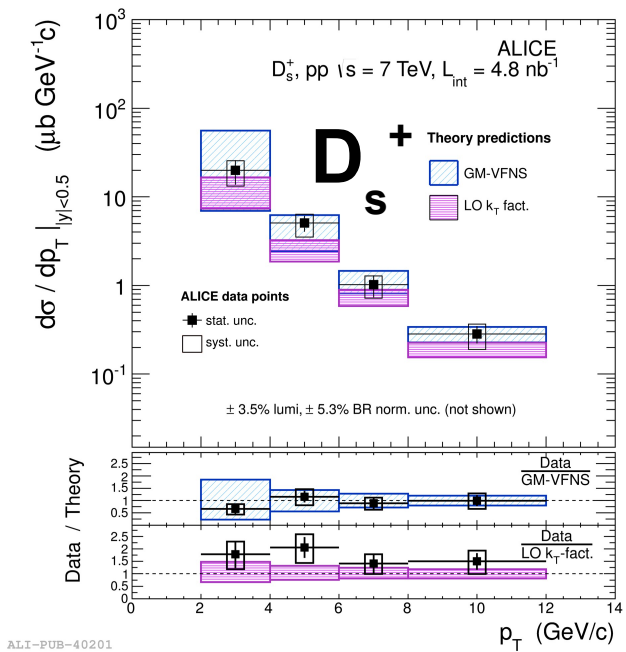 10³
10²
10
1
10⁻¹
dσ / dp_T |_|y|<0.5 (μb GeV⁻¹c)
ALICE
D_s⁺, pp √s = 7 TeV, L_int = 4.8 nb⁻¹
D_s⁺
Theory predictions
GM-VFNS
LO k_T fact.
ALICE data points
stat. unc.
syst. unc.
± 3.5% lumi, ± 5.3% BR norm. unc. (not shown)
Data / Theory
2.5
2
1.5
1
0.5
Data
GM-VFNS
2.5
2
1.5
1
0.5
0
Data
LO k_T-fact.
0 2 4 6 8 10 12 14
p_T (GeV/c)
ALI-PUB-40201